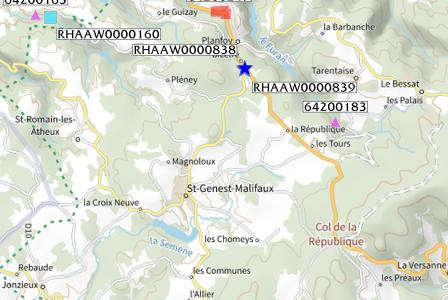 64200165
le Guizay
la Barbanche
RHAAW0000160
Planfoy
le Furan
RHAAW0000838
Tarentaise
Pléney
RHAAW0000839
Le Bessat
les Palais
64200183
St-Romain-les-
Atheux
la République
les Tours
Magnoloux
St-Genest-Malifaux
la Croix Neuve
Col de la
République
D10
la Semène
les Chomeys
La Versanne
Rebaude
les Communes
les Préaux
Jonzieux
l'Allier